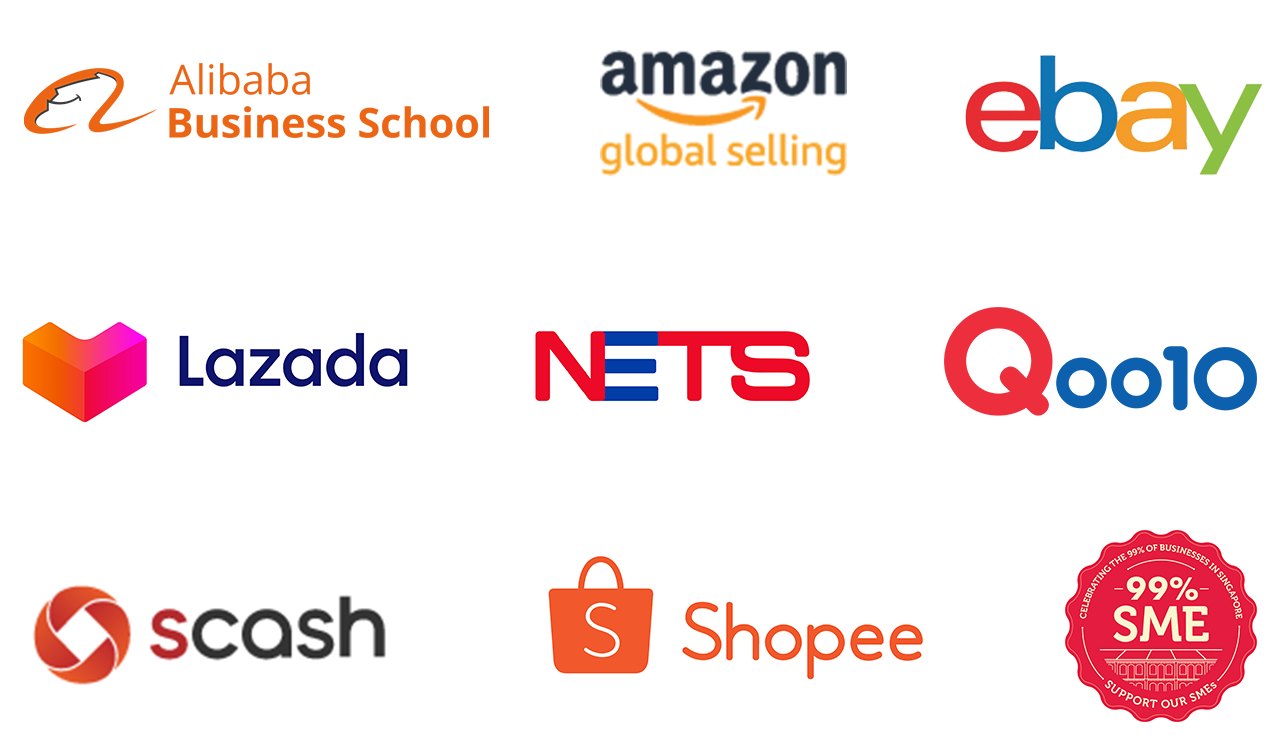 Alibaba
Business School
amazon
global selling
ebay
Lazada
NETS
Qoo10
scash
S
Shopee
CELEBRATING THE 99% OF BUSINESSES IN SINGAPORE
99%
SME
SUPPORT OUR SMEs